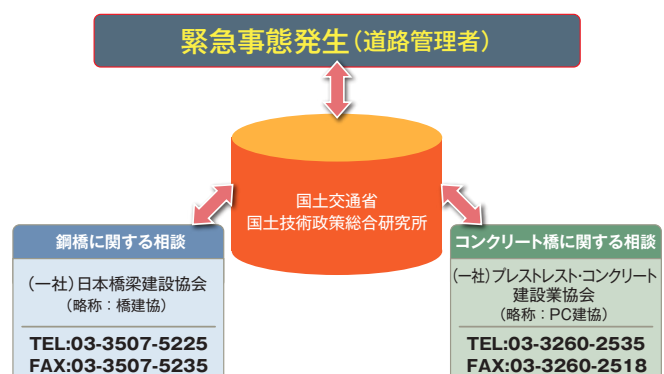 緊急事態発生(道路管理者)
国土交通省
国土技術政策総合研究所
鋼橋に関する相談
(一社)日本橋梁建設協会
(略称:橋建協)
TEL:03-3507-5225
FAX:03-3507-5235
コンクリート橋に関する相談
(一社)プレストレスト・コンクリート
建設業協会
(略称:PC建協)
TEL:03-3260-2535
FAX:03-3260-2518